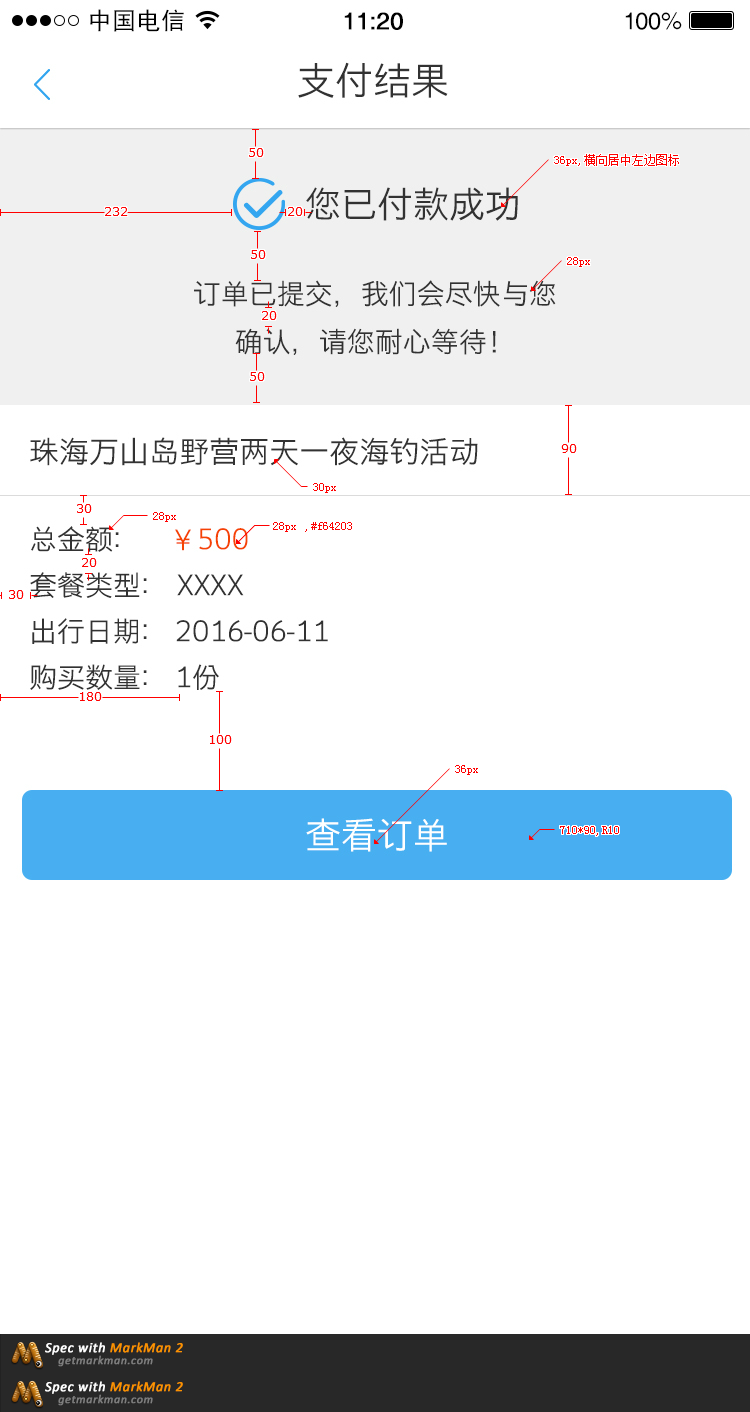 中国电信 11:20 100%
支付结果
50
36px,横向居中左边图标
232 20 您已付款成功
50
28px
订单已提交，我们会尽快与您
20
确认，请您耐心等待！
50
珠海万山岛野营两天一夜海钓活动 90
30px
30
28px 28px ,#f64203
总金额： ￥500
20
套餐类型： XXXX
30
出行日期： 2016-06-11
购买数量： 1份
180
100
36px
查看订单 710*90,R10
Spec with MarkMan 2
getmarkman.com
Spec with MarkMan 2
getmarkman.com